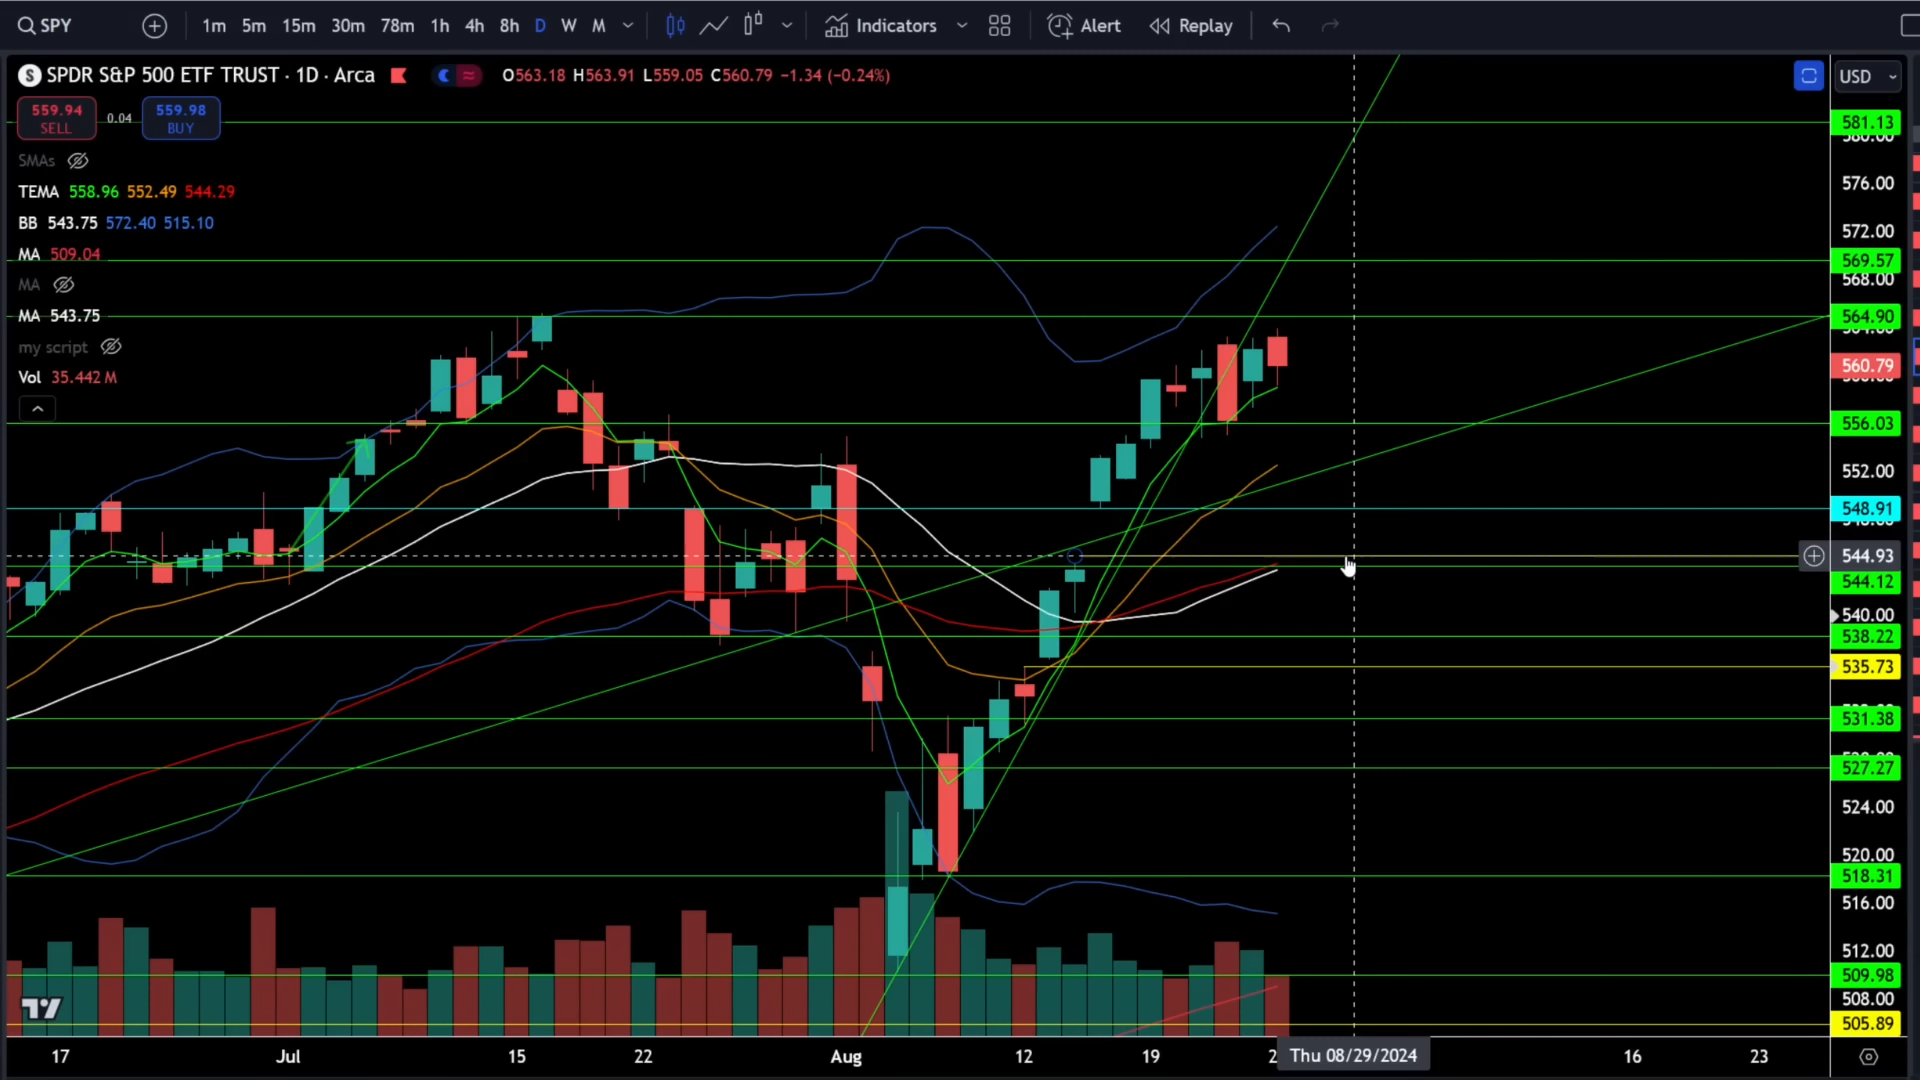 SPY 1m 5m 15m 30m 78m 1h 4h 8h D W M Indicators Alert Replay
S SPDR S&P 500 ETF TRUST · 1D · Arca O563.18 H563.91 L559.05 C560.79 −1.34 (−0.24%) USD
559.94 0.04 559.98
SELL BUY
SMAs
TEMA 558.96 552.49 544.29
BB 543.75 572.40 515.10
MA 509.04
MA
MA 543.75
my script
Vol 35.442 M
581.13
580.00
576.00
572.00
569.57
568.00
564.90
564.00
560.79
560.00
556.03
552.00
548.91
544.93
544.12
540.00
538.22
535.73
531.38
527.27
524.00
520.00
518.31
516.00
512.00
509.98
508.00
505.89
17 Jul 15 22 Aug 12 19 Thu 08/29/2024 16 23